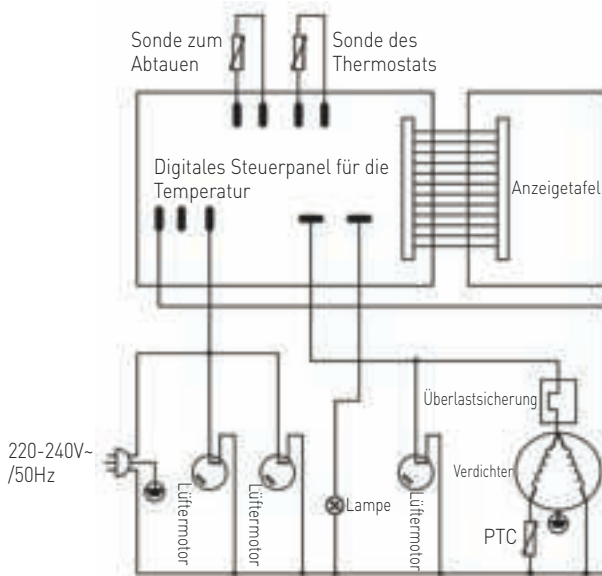 Sonde zum
Abtauen
Sonde des
Thermostats
Digitales Steuerpanel für die
Temperatur
Anzeigetafel
Überlastsicherung
220-240V~
/50Hz
Lüftermotor
Lüftermotor
Lampe
Lüftermotor
Verdichter
PTC